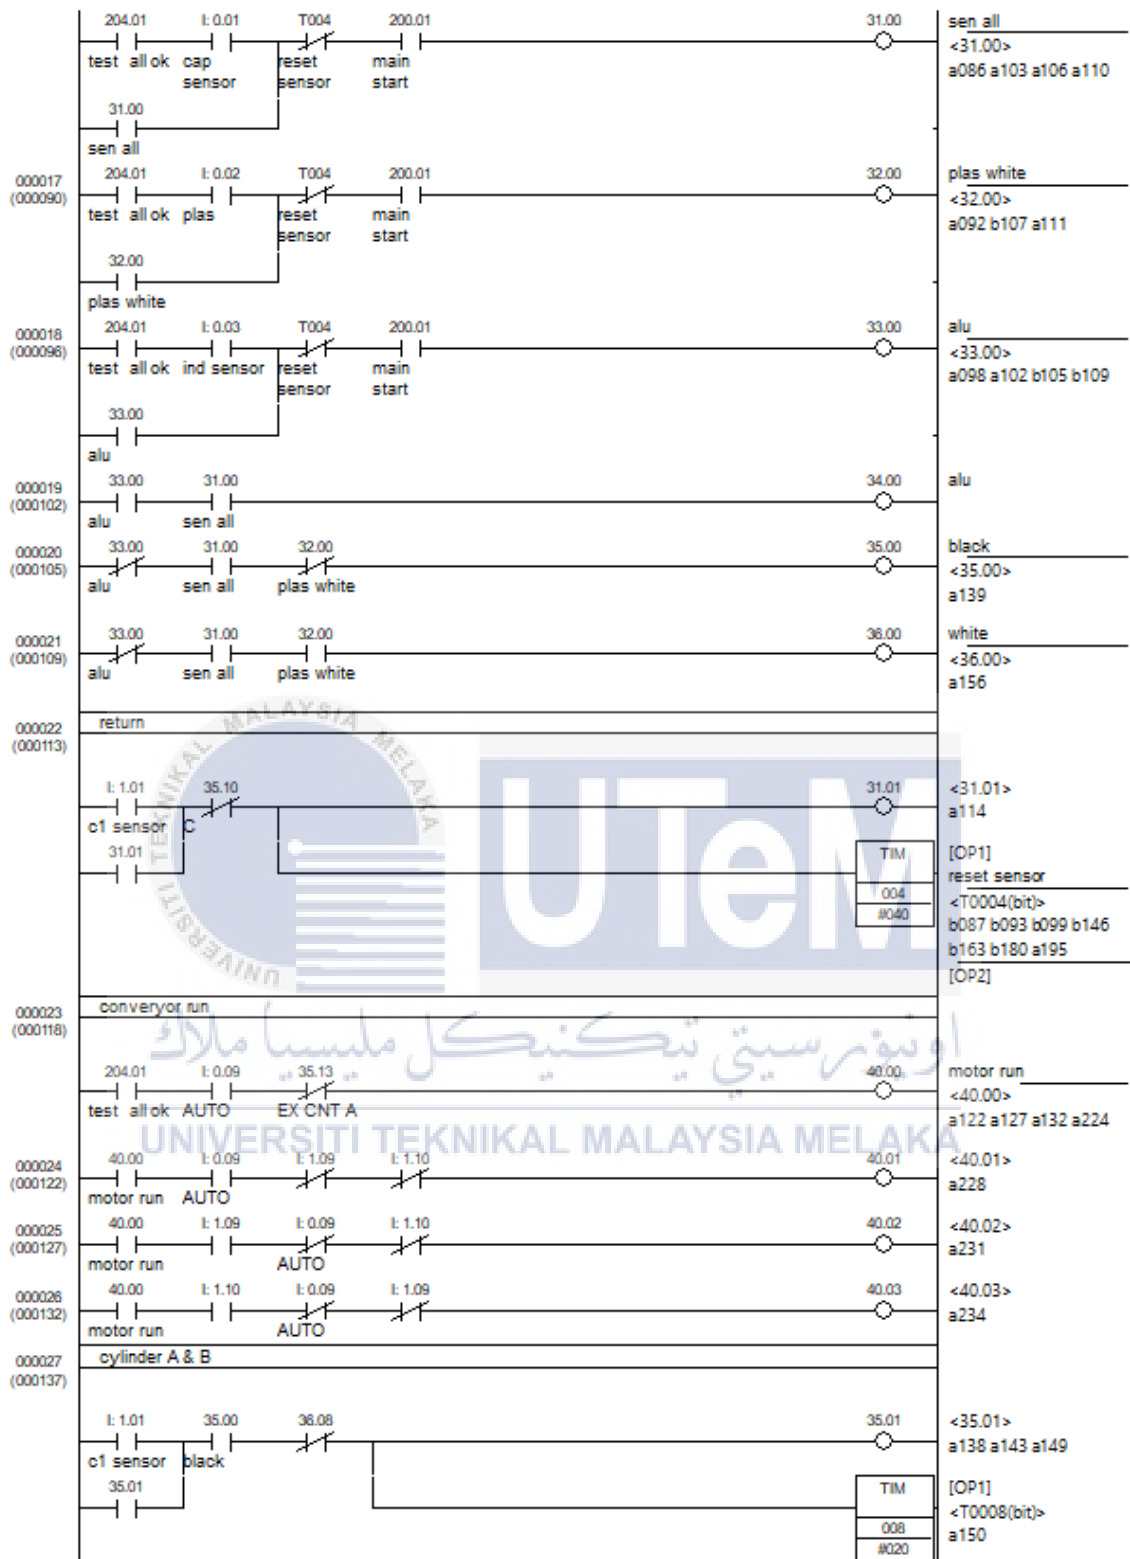 204.01 I: 0.01 T004 200.01 31.00 sen all
test all ok cap reset main <31.00>
sensor sensor start a086 a103 a106 a110
31.00
sen all
000017 204.01 I: 0.02 T004 200.01 32.00 plas white
(000090) <32.00>
test all ok plas reset main a092 b107 a111
sensor start
32.00
plas white
000018 204.01 I: 0.03 T004 200.01 33.00 alu
(000096) <33.00>
test all ok ind sensor reset main a098 a102 b105 b109
sensor start
33.00
alu
000019 33.00 31.00 34.00 alu
(000102)
alu sen all
000020 33.00 31.00 32.00 35.00 black
(000105) <35.00>
alu sen all plas white a139
000021 33.00 31.00 32.00 36.00 white
(000109) <36.00>
alu sen all plas white a156
000022 return
(000113)
I: 1.01 35.10 31.01 <31.01>
a114
c1 sensor C
31.01 TIM [OP1]
reset sensor
004 <T0004(bit)>
#040 b087 b093 b099 b146
b163 b180 a195
[OP2]
UNIVERSITI TEKNIKAL MALAYSIA MELAKA
UTeM
000023 converyor run
(000118)
اونيۏرسيتي تيكنيكل مليسيا ملاك
204.01 I: 0.09 35.13 40.00 motor run
<40.00>
test all ok AUTO EX CNT A a122 a127 a132 a224
UNIVERSITI TEKNIKAL MALAYSIA MELAKA
000024 40.00 I: 0.09 I: 1.09 I: 1.10 40.01 <40.01>
(000122) a228
motor run AUTO
000025 40.00 I: 1.09 I: 0.09 I: 1.10 40.02 <40.02>
(000127) a231
motor run AUTO
000026 40.00 I: 1.10 I: 0.09 I: 1.09 40.03 <40.03>
(000132) a234
motor run AUTO
000027 cylinder A & B
(000137)
I: 1.01 35.00 36.08 35.01 <35.01>
a138 a143 a149
c1 sensor black
35.01 TIM [OP1]
<T0008(bit)>
008 a150
#020